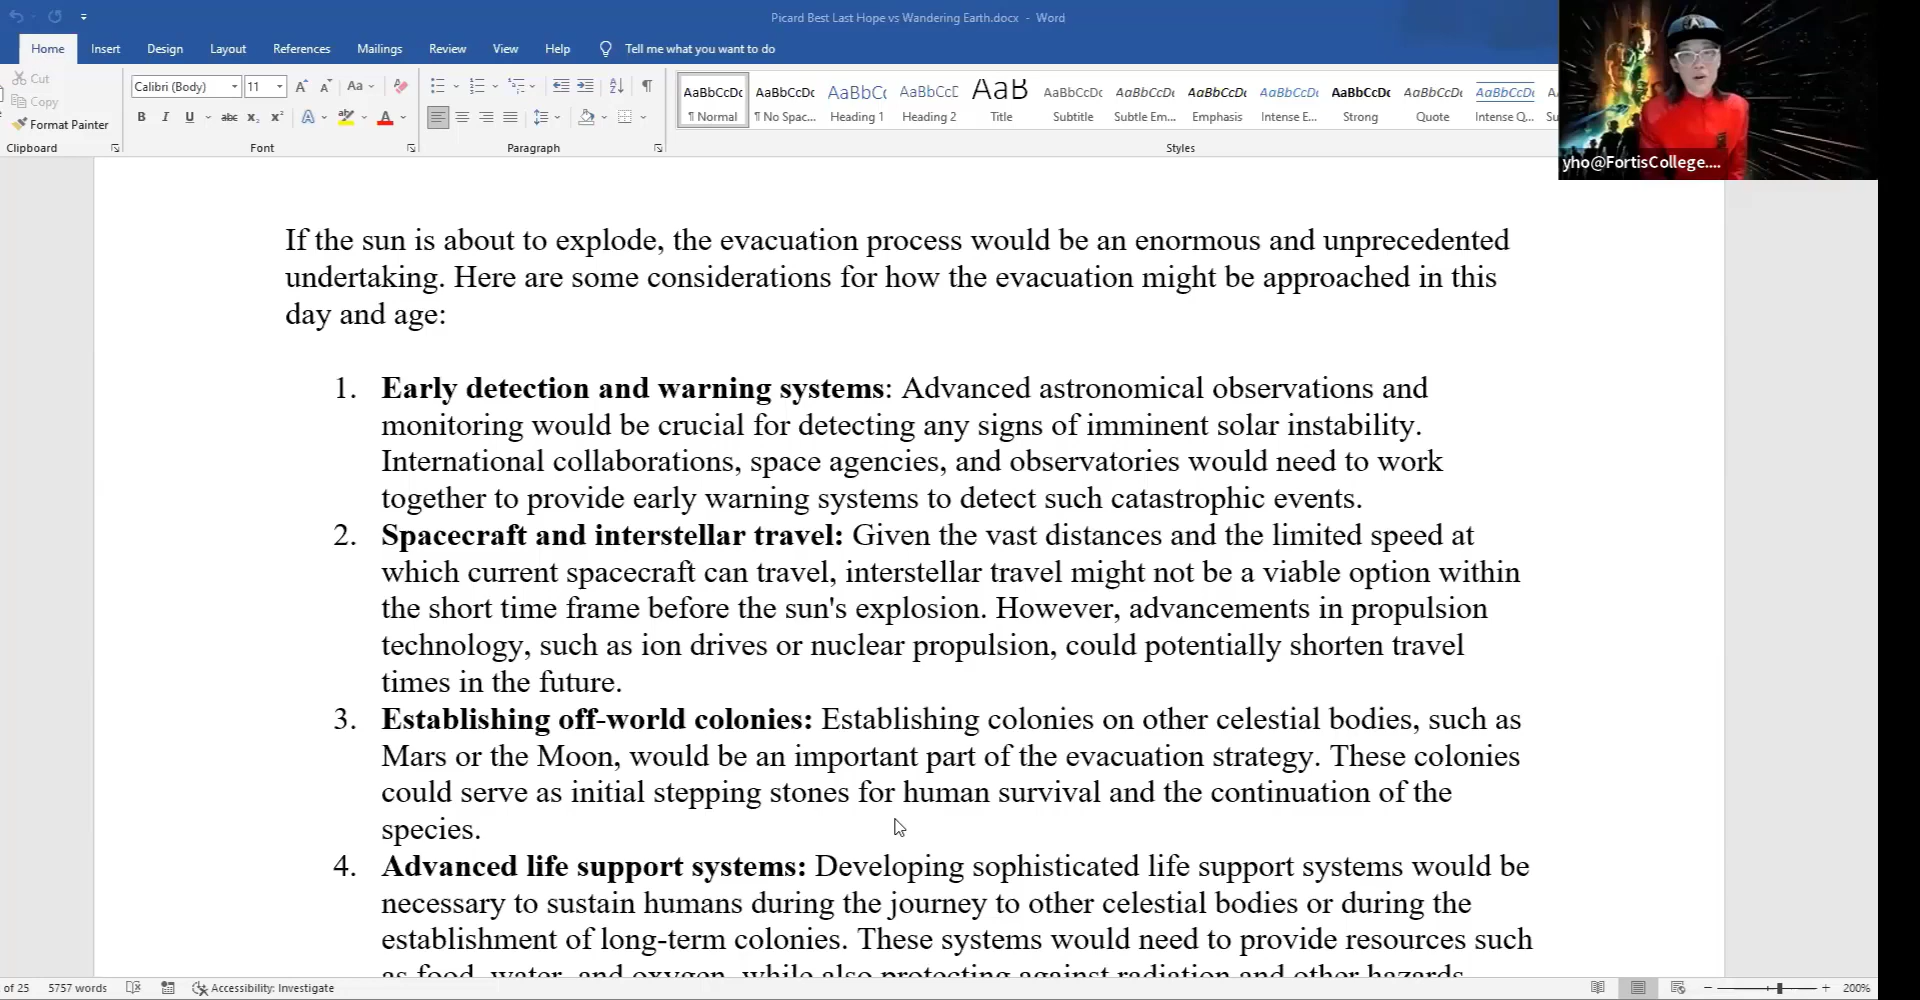 Picard Best Last Hope vs Wandering Earth.docx - Word
Home Insert Design Layout References Mailings Review View Help Tell me what you want to do
Cut
Copy
Format Painter
Clipboard
Calibri (Body) 11
Font
Paragraph
AaBbCcDc AaBbCcDc AaBbCc AaBbCcD AaB AaBbCcDc AaBbCcDc AaBbCcDc AaBbCcDc AaBbCcDc AaBbCcDc AaBbCcDc
¶ Normal ¶ No Spac... Heading 1 Heading 2 Title Subtitle Subtle Em... Emphasis Intense E... Strong Quote Intense Q...
Styles
yho@FortisCollege....
If the sun is about to explode, the evacuation process would be an enormous and unprecedented
undertaking. Here are some considerations for how the evacuation might be approached in this
day and age:
1. Early detection and warning systems: Advanced astronomical observations and
monitoring would be crucial for detecting any signs of imminent solar instability.
International collaborations, space agencies, and observatories would need to work
together to provide early warning systems to detect such catastrophic events.
2. Spacecraft and interstellar travel: Given the vast distances and the limited speed at
which current spacecraft can travel, interstellar travel might not be a viable option within
the short time frame before the sun's explosion. However, advancements in propulsion
technology, such as ion drives or nuclear propulsion, could potentially shorten travel
times in the future.
3. Establishing off-world colonies: Establishing colonies on other celestial bodies, such as
Mars or the Moon, would be an important part of the evacuation strategy. These colonies
could serve as initial stepping stones for human survival and the continuation of the
species.
4. Advanced life support systems: Developing sophisticated life support systems would be
necessary to sustain humans during the journey to other celestial bodies or during the
establishment of long-term colonies. These systems would need to provide resources such
as food, water, and oxygen, while also protecting against radiation and other hazards.
of 25 5757 words Accessibility: Investigate 200%